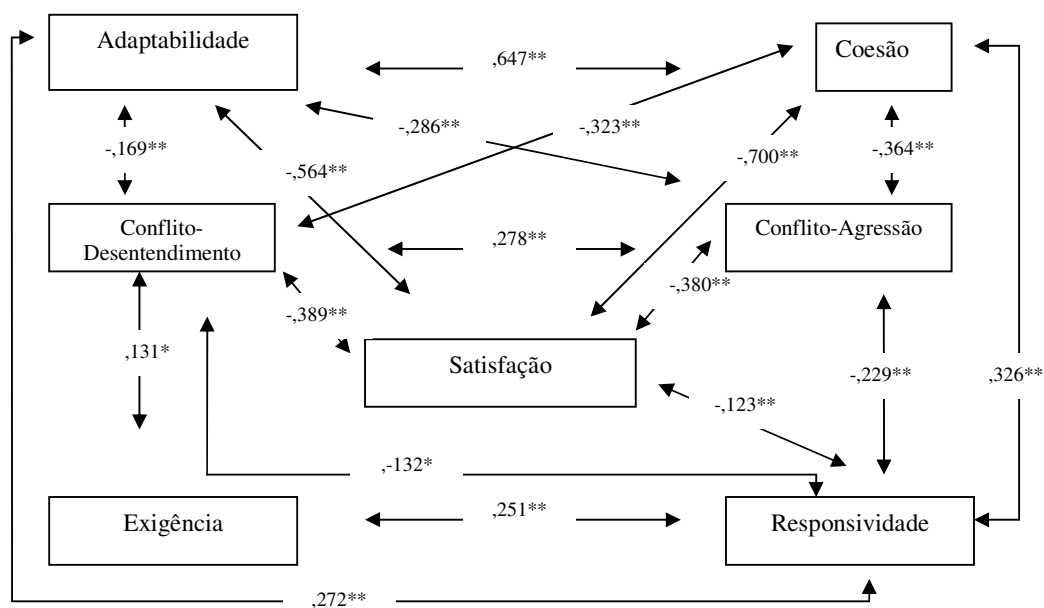 Adaptabilidade
Coesão
,647**
-,286**
-,323**
-,169**
-,564**
-,700**
-,364**
Conflito-
Desentendimento
,278**
Conflito-Agressão
-,380**
-,389**
,131*
Satisfação
-,229**
,326**
-,123**
,-132*
Exigência
,251**
Responsividade
,272**